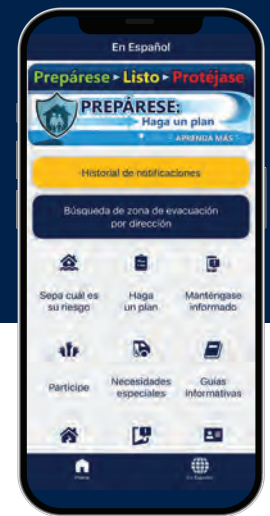 En Español
Prepárese ▸ Listo ▸ Protéjase
PREPÁRESE:
Haga un plan
APRENDA MÁS
Historial de notificaciones
Búsqueda de zona de evacuación
por dirección
Sepa cuál es Haga Manténgase
su riesgo un plan informado
Participe Necesidades Guías
especiales informativas
Home En Español